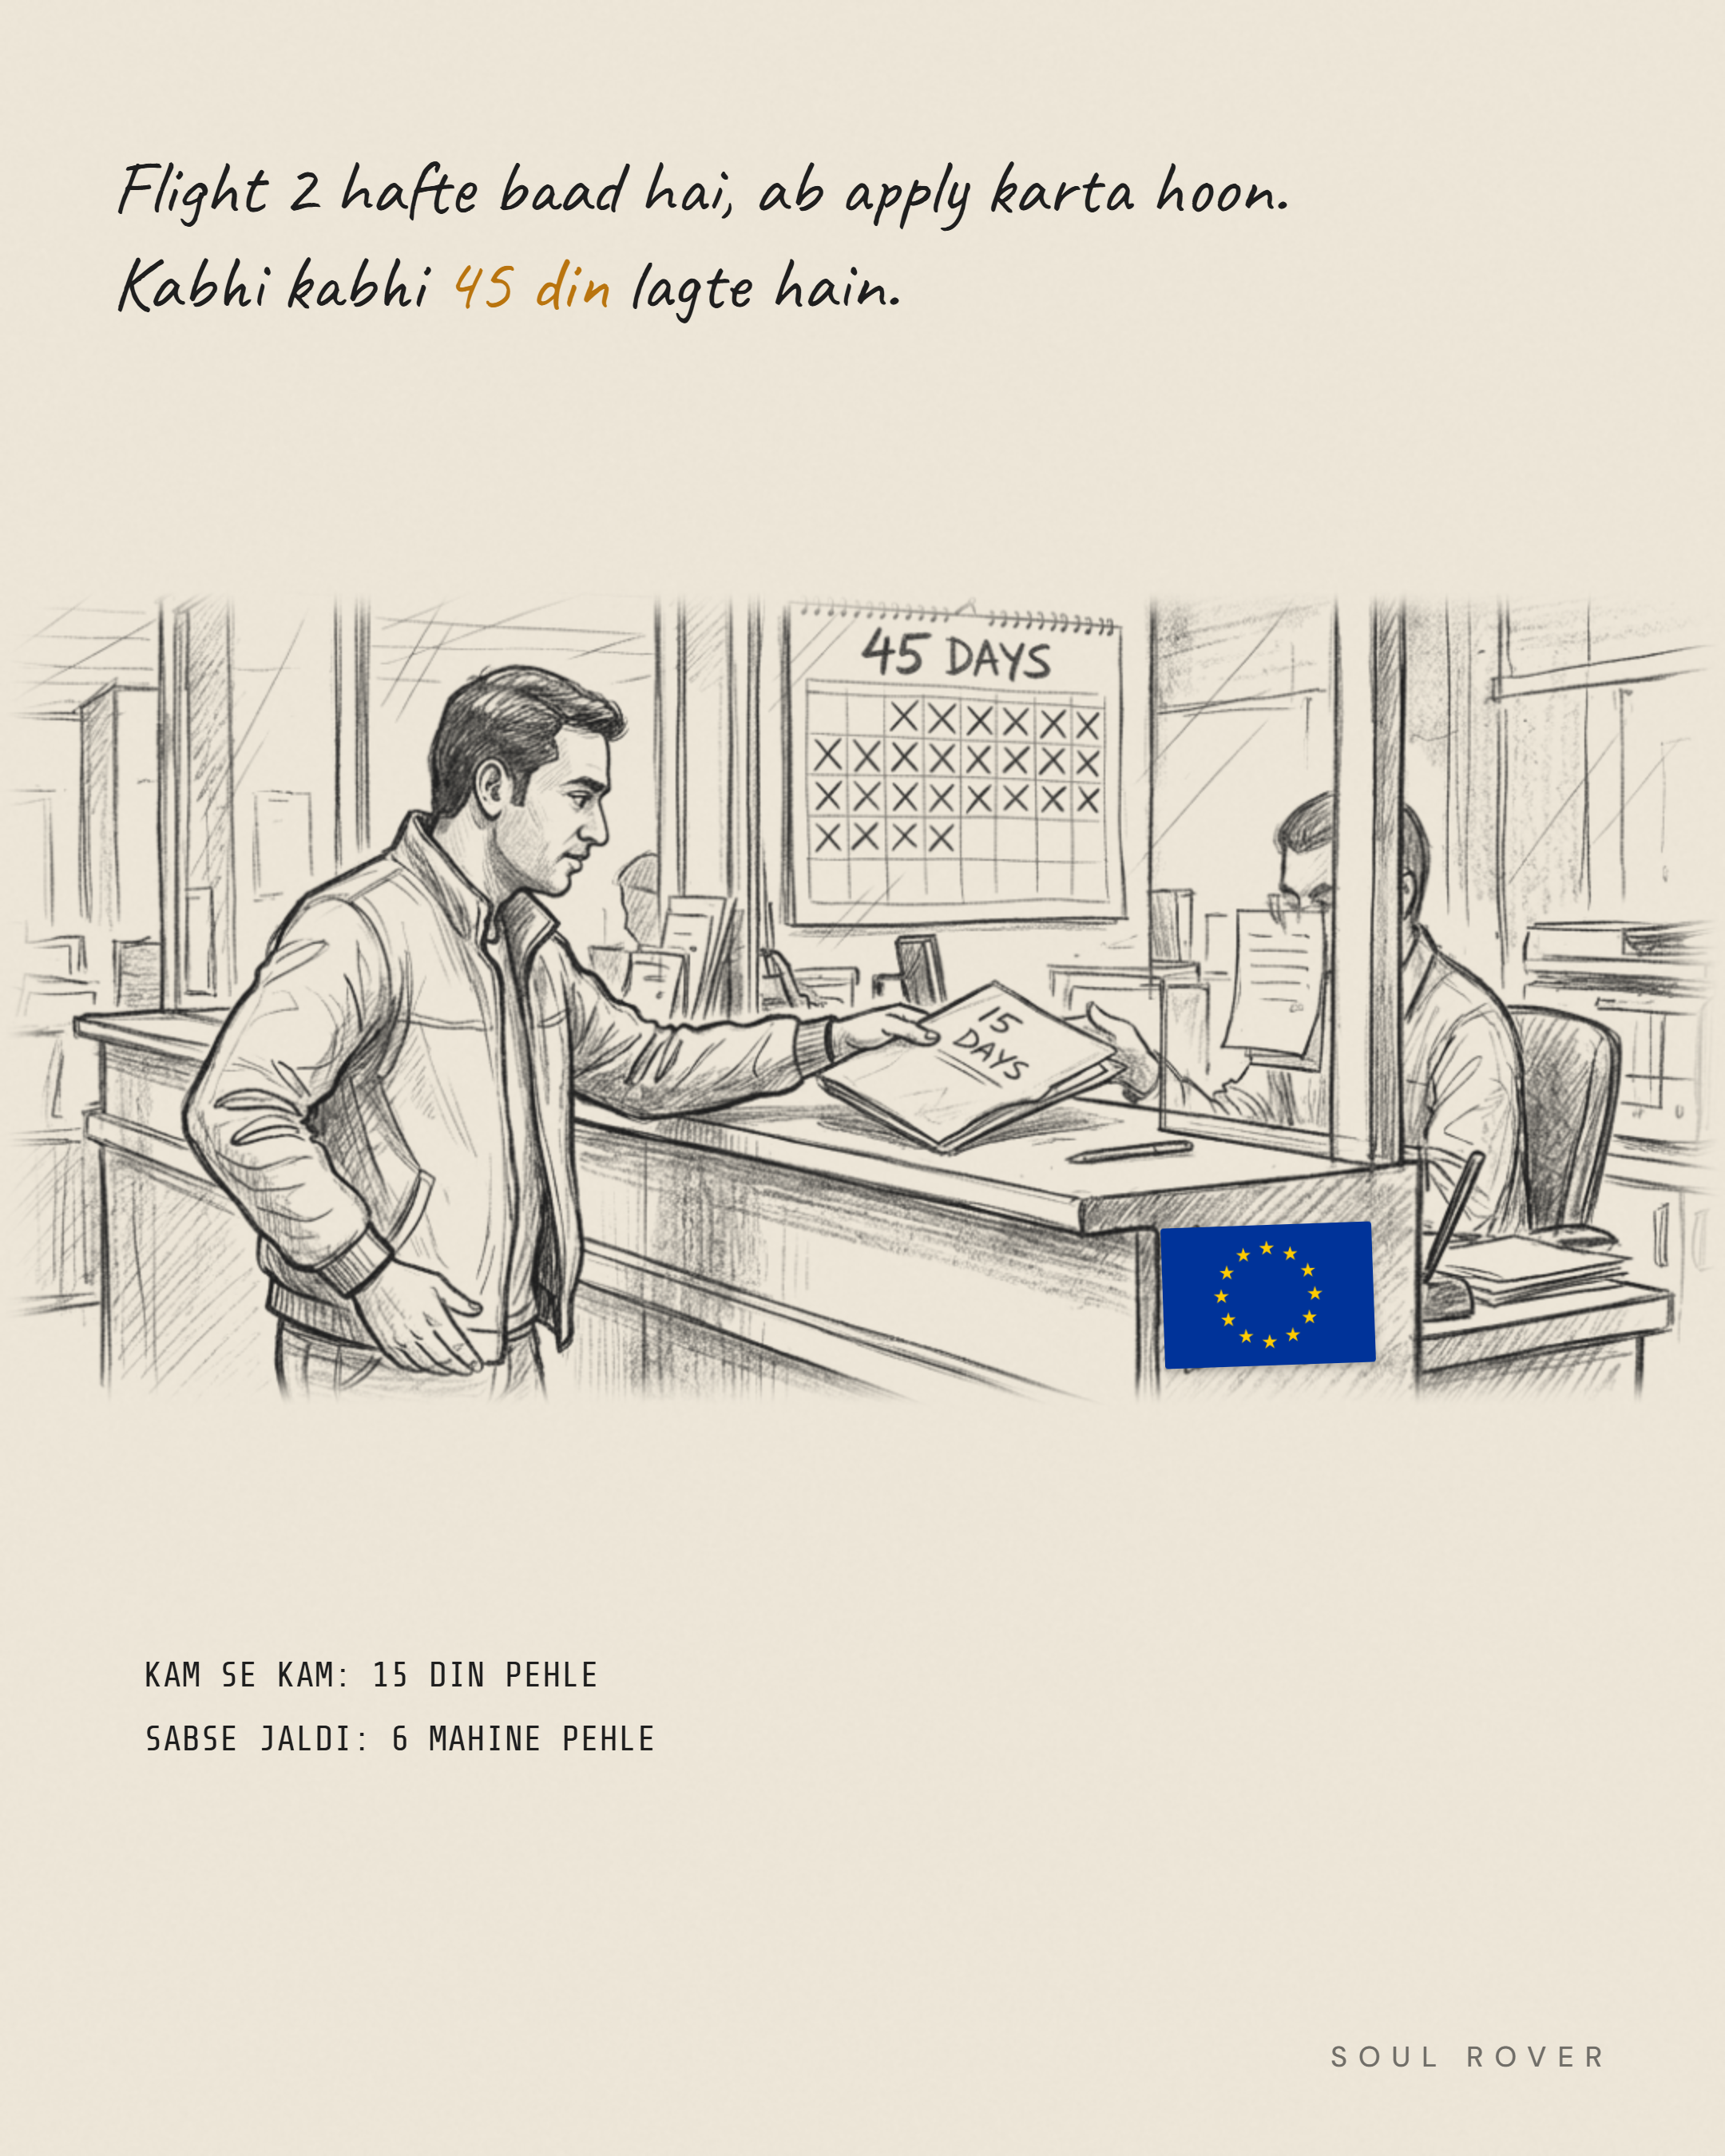 Flight 2 hafte baad hai, ab apply karta hoon.
Kabhi kabhi 45 din lagte hain.
45 DAYS
15
DAYS
KAM SE KAM: 15 DIN PEHLE
SABSE JALDI: 6 MAHINE PEHLE
SOUL ROVER